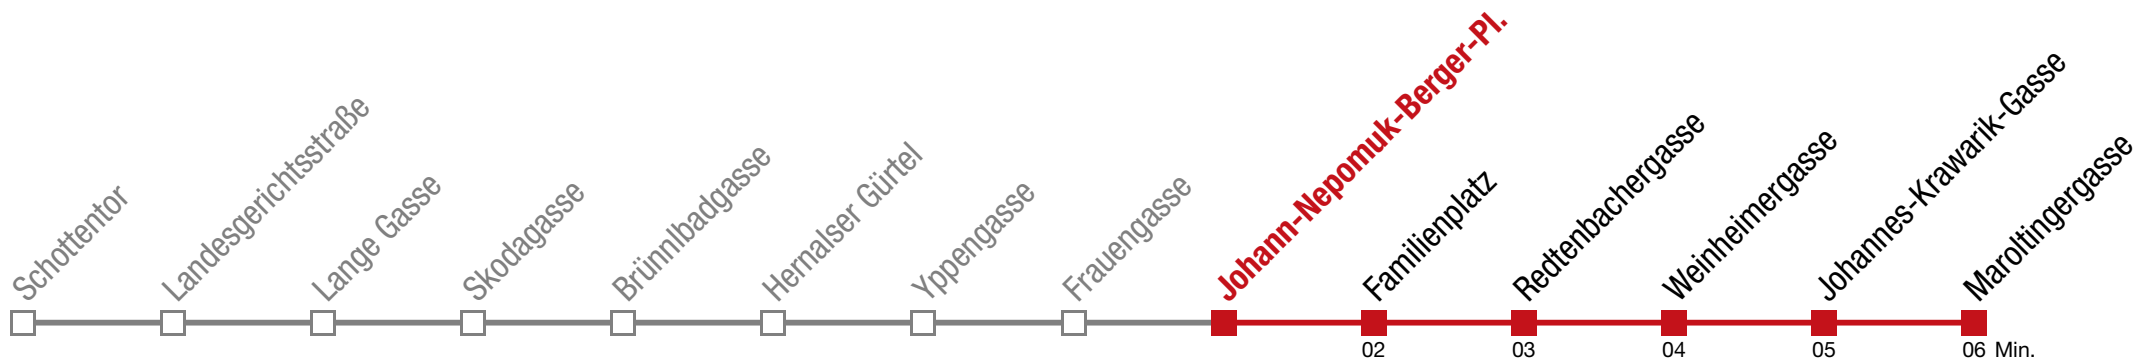 Schottentor
Landesgerichtsstraße
Lange Gasse
Skodagasse
Brünnlbadgasse
Hernalser Gürtel
Yppengasse
Frauengasse
Johann-Nepomuk-Berger-Pl.
Familienplatz
Redtenbachergasse
Weinheimergasse
Johannes-Krawarik-Gasse
Maroltingergasse
02 03 04 05 06 Min.